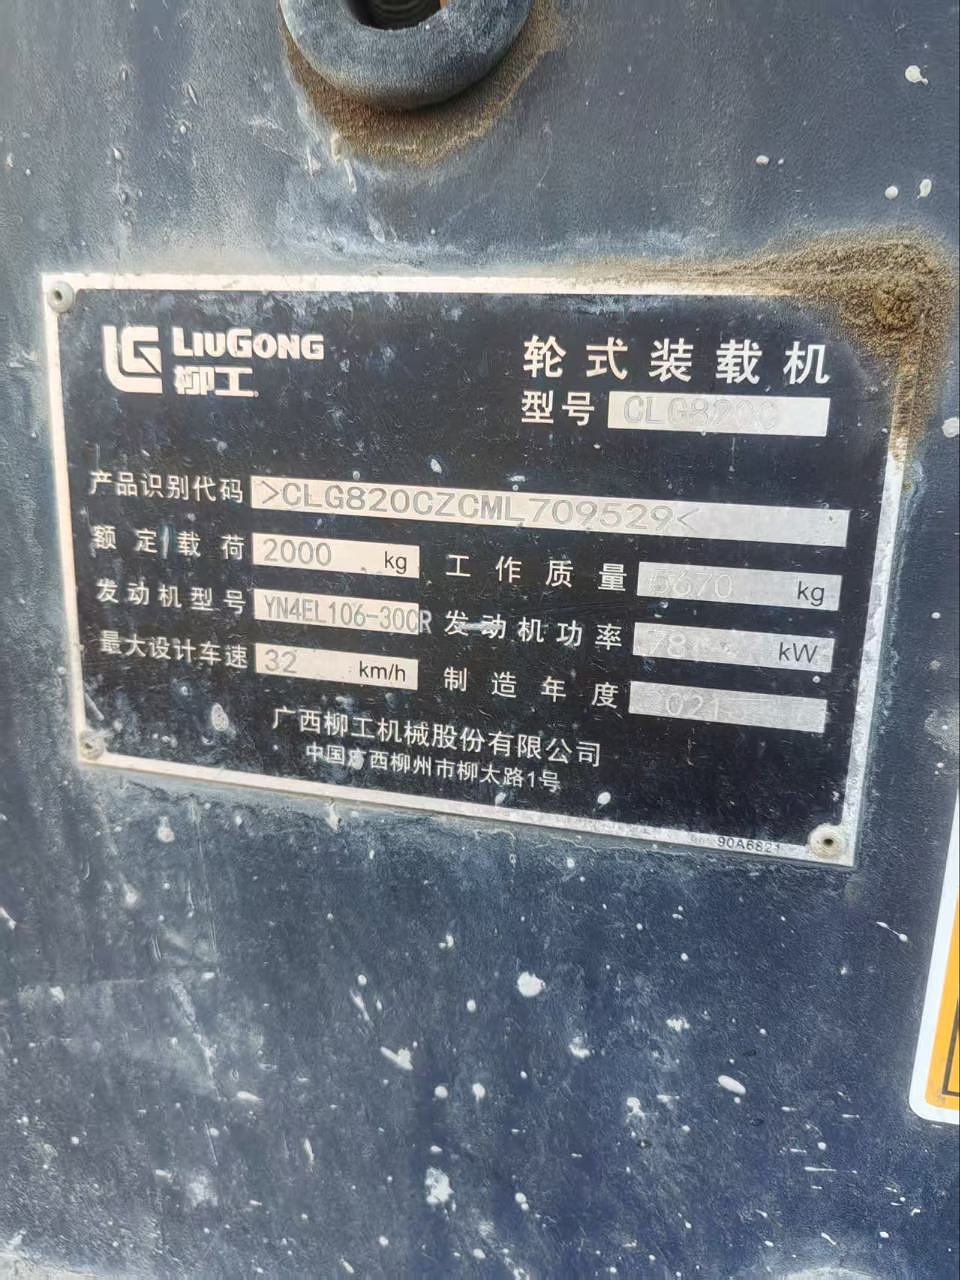 LIUGONG
柳工
轮式装载机
型号 CLG820C
产品识别代码 >CLG820CZCML709529<
额定载荷 2000 kg 工作质量 6670 kg
发动机型号 YN4EL106-30CR 发动机功率 78 kW
最大设计车速 32 km/h 制造年度 021
广西柳工机械股份有限公司
中国广西柳州市柳太路1号
90A6821